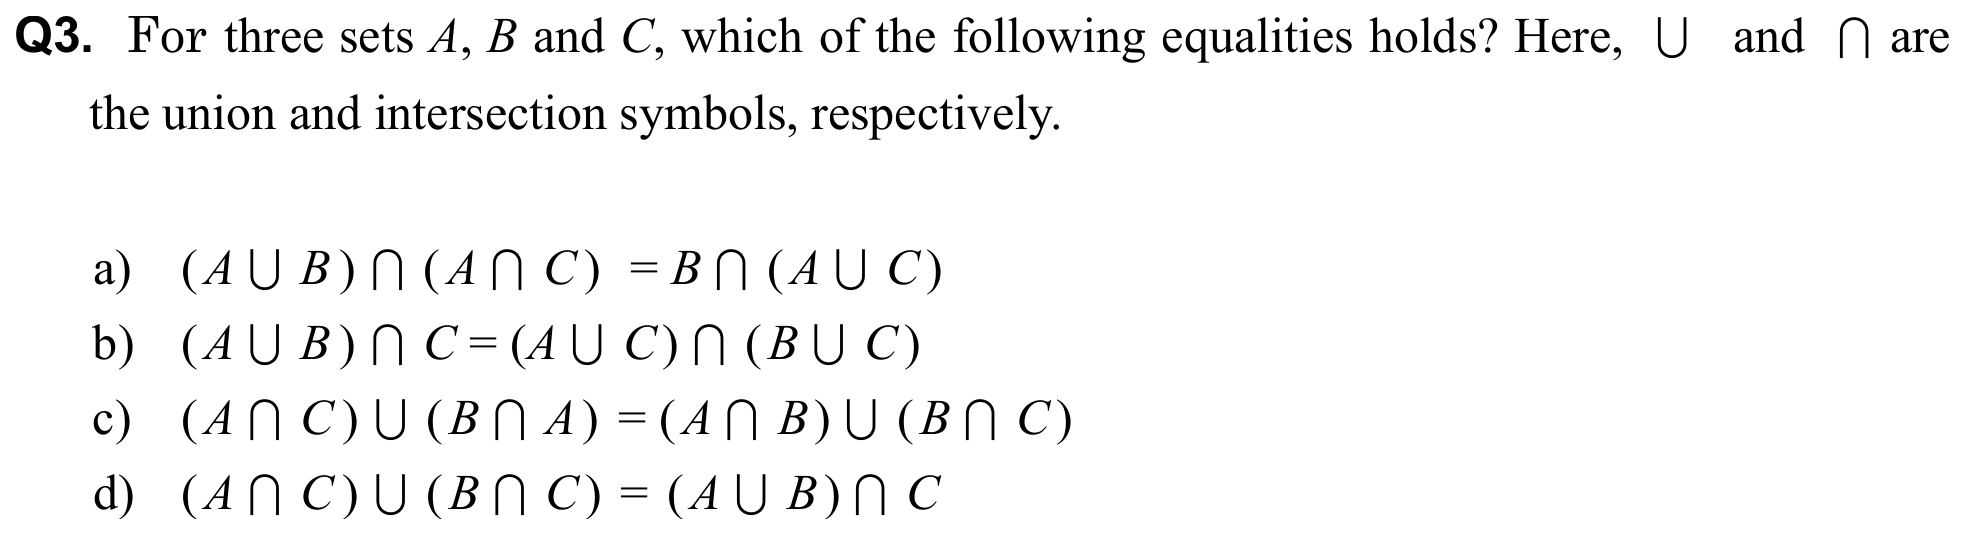 Q3. For three sets A, B and C, which of the following equalities holds? Here, ∪ and ∩ are
the union and intersection symbols, respectively.
a) (A ∪ B) ∩ (A ∩ C) = B ∩ (A ∪ C)
b) (A ∪ B) ∩ C = (A ∪ C) ∩ (B ∪ C)
c) (A ∩ C) ∪ (B ∩ A) = (A ∩ B) ∪ (B ∩ C)
d) (A ∩ C) ∪ (B ∩ C) = (A ∪ B) ∩ C